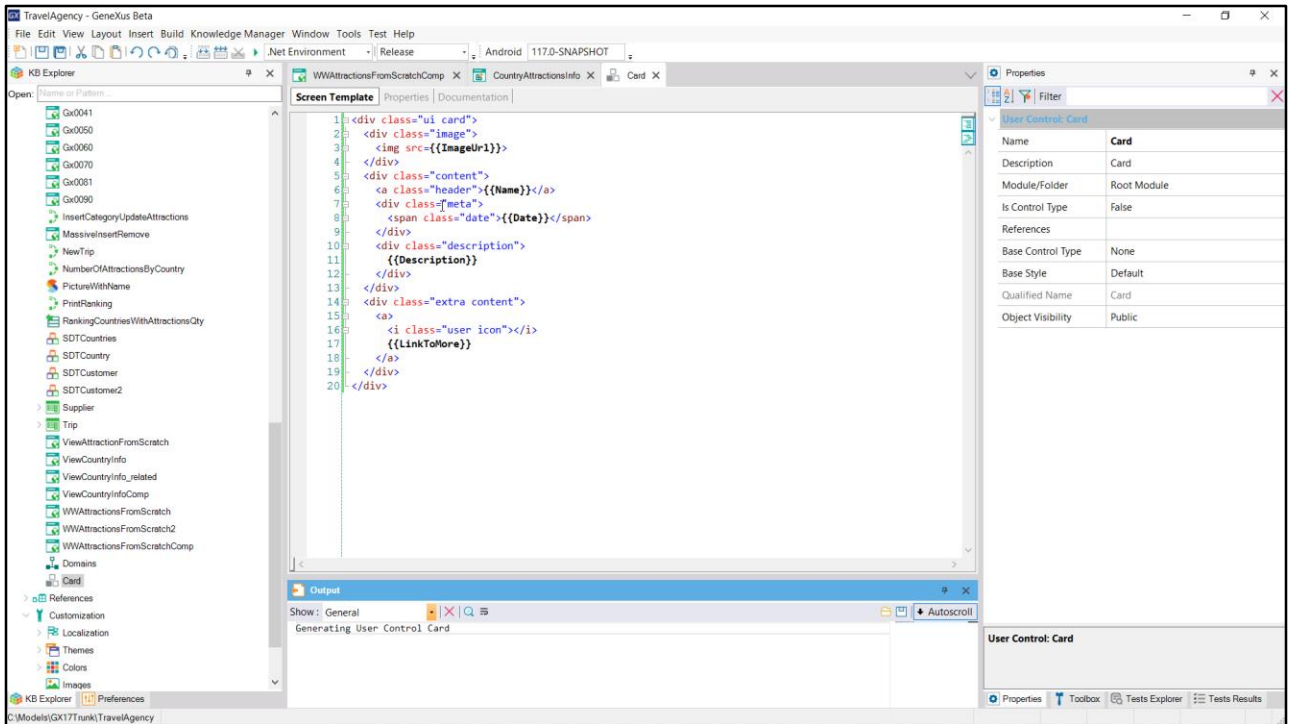 TravelAgency - GeneXus Beta
File Edit View Layout Insert Build Knowledge Manager Window Tools Test Help
.Net Environment Release Android 117.0-SNAPSHOT
KB Explorer
Open: Name or Pattern...
Gx0041
Gx0050
Gx0060
Gx0070
Gx0081
Gx0090
InsertCategoryUpdateAttractions
MassiveInsertRemove
NewTrip
NumberOfAttractionsByCountry
PictureWithName
PrintRanking
RankingCountriesWithAttractionsQty
SDTCountries
SDTCountry
SDTCustomer
SDTCustomer2
Supplier
Trip
ViewAttractionFromScratch
ViewCountryInfo
ViewCountryInfo_related
ViewCountryInfoComp
WWAttractionsFromScratch
WWAttractionsFromScratch2
WWAttractionsFromScratchComp
Domains
Card
References
Customization
Localization
Themes
Colors
Images
KB Explorer Preferences
C:\Models\GX17Trunk\TravelAgency
WWAttractionsFromScratchComp CountryAttractionsInfo Card
Screen Template Properties Documentation
1 <div class="ui card">
2 <div class="image">
3 <img src={{ImageUrl}}>
4 </div>
5 <div class="content">
6 <a class="header">{{Name}}</a>
7 <div class="meta">
8 <span class="date">{{Date}}</span>
9 </div>
10 <div class="description">
11 {{Description}}
12 </div>
13 </div>
14 <div class="extra content">
15 <a>
16 <i class="user icon"></i>
17 {{LinkToMore}}
18 </a>
19 </div>
20 </div>
Output
Show: General Autoscroll
Generating User Control Card
Properties
Filter
User Control: Card
Name Card
Description Card
Module/Folder Root Module
Is Control Type False
References
Base Control Type None
Base Style Default
Qualified Name Card
Object Visibility Public
User Control: Card
Properties Toolbox Tests Explorer Tests Results